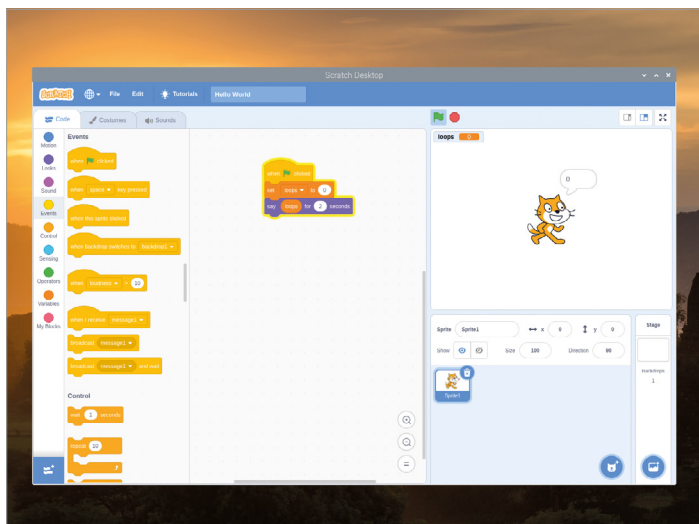 Scratch Desktop
SCRATCH File Edit Tutorials Hello World
Code Costumes Sounds
Motion
Looks
Sound
Events
Control
Sensing
Operators
Variables
My Blocks
Events
when clicked
when space key pressed
when this sprite clicked
when backdrop switches to backdrop1
when loudness > 10
when I receive message1
broadcast message1
broadcast message1 and wait
Control
wait 1 seconds
repeat 10
when clicked
set loops to 0
say loops for 2 seconds
loops 0
0
Sprite Sprite1 x 0 y 0
Show Size 100 Direction 90
Sprite1
Stage
Backdrops
1